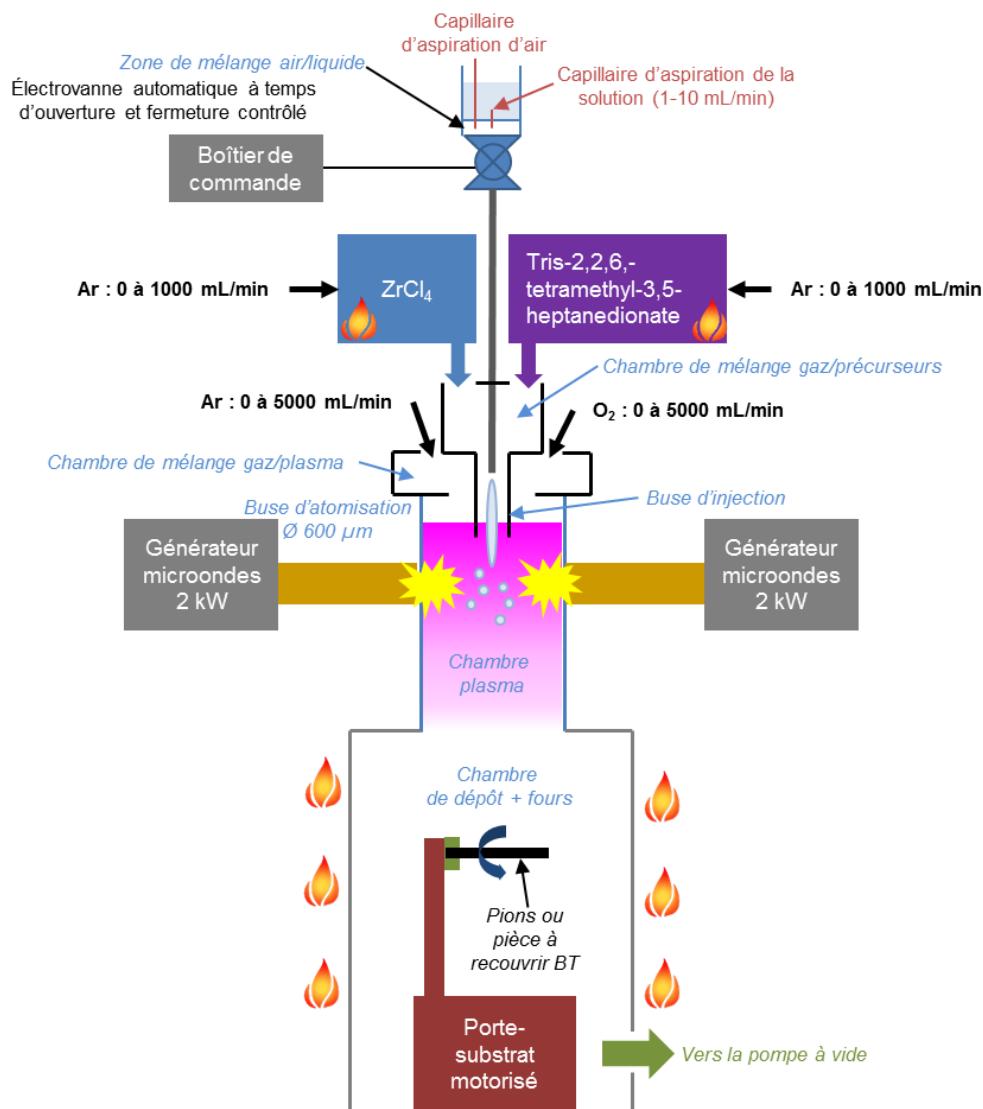 Capillaire
d'aspiration d'air
Zone de mélange air/liquide
Électrovanne automatique à temps
d'ouverture et fermeture contrôlé
Capillaire d'aspiration de la
solution (1-10 mL/min)
Boîtier de
commande
Ar : 0 à 1000 mL/min
ZrCl4
Tris-2,2,6,-
tetramethyl-3,5-
heptanedionate
Ar : 0 à 1000 mL/min
Chambre de mélange gaz/précurseurs
Ar : 0 à 5000 mL/min
O2 : 0 à 5000 mL/min
Chambre de mélange gaz/plasma
Buse d'atomisation
Ø 600 µm
Buse d'injection
Générateur
microondes
2 kW
Générateur
microondes
2 kW
Chambre
plasma
Chambre
de dépôt + fours
Pions ou
pièce à
recouvrir BT
Porte-
substrat
motorisé
Vers la pompe à vide